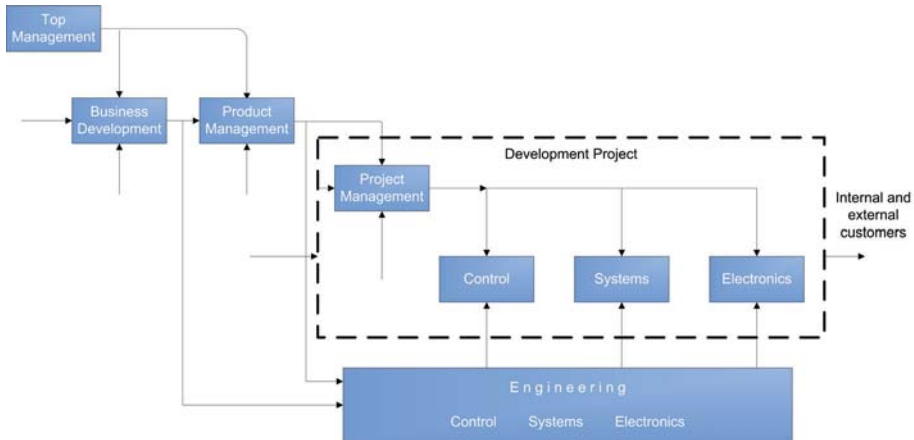 Top
Management
Business
Development
Product
Management
Development Project
Project
Management
Internal and
external
customers
Control
Systems
Electronics
Engineering
Control Systems Electronics